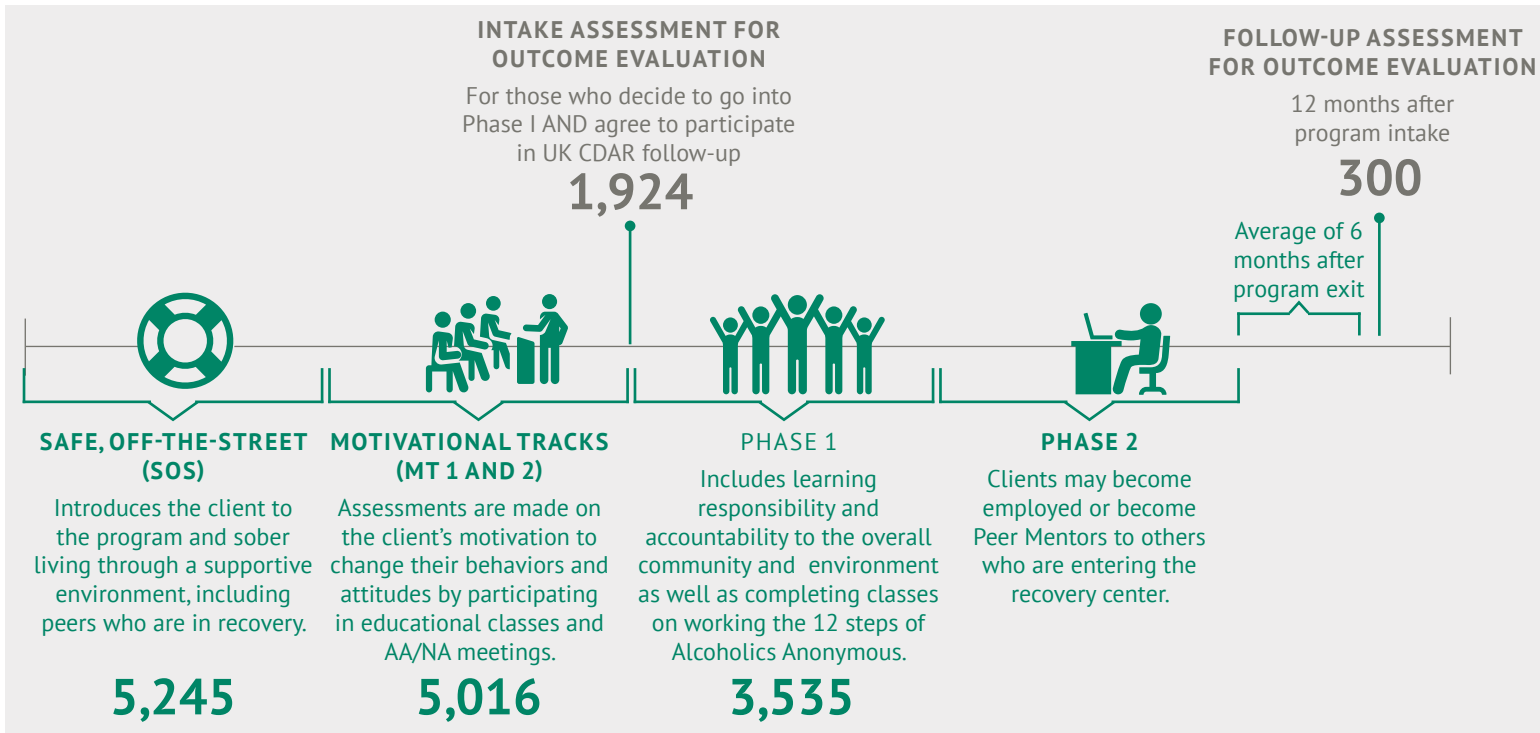 INTAKE ASSESSMENT FOR
OUTCOME EVALUATION
For those who decide to go into
Phase I AND agree to participate
in UK CDAR follow-up
1,924
FOLLOW-UP ASSESSMENT
FOR OUTCOME EVALUATION
12 months after
program intake
300
Average of 6
months after
program exit
SAFE, OFF-THE-STREET
(SOS)
Introduces the client to
the program and sober
living through a supportive
environment, including
peers who are in recovery.
5,245
MOTIVATIONAL TRACKS
(MT 1 AND 2)
Assessments are made on
the client's motivation to
change their behaviors and
attitudes by participating
in educational classes and
AA/NA meetings.
5,016
PHASE 1
Includes learning
responsibility and
accountability to the overall
community and environment
as well as completing classes
on working the 12 steps of
Alcoholics Anonymous.
3,535
PHASE 2
Clients may become
employed or become
Peer Mentors to others
who are entering the
recovery center.